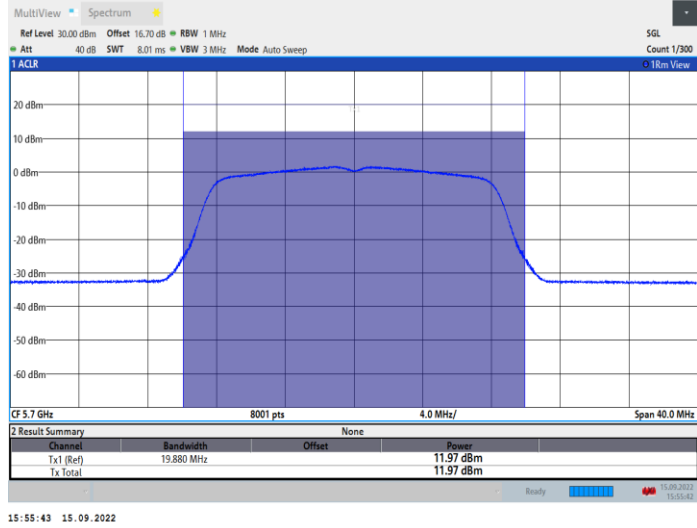 MultiView Spectrum
Ref Level 30.00 dBm Offset 16.70 dB RBW 1 MHz SGL
Att 40 dB SWT 8.01 ms VBW 3 MHz Mode Auto Sweep Count 1/300
1 ACLR 1Rm View
20 dBm
10 dBm
0 dBm
-10 dBm
-20 dBm
-30 dBm
-40 dBm
-50 dBm
-60 dBm
CF 5.7 GHz 8001 pts 4.0 MHz/ Span 40.0 MHz
2 Result Summary None
Channel Bandwidth Offset Power
Tx1 (Ref) 19.880 MHz 11.97 dBm
Tx Total 11.97 dBm
Ready 15.09.2022
15:55:42
15:55:43 15.09.2022